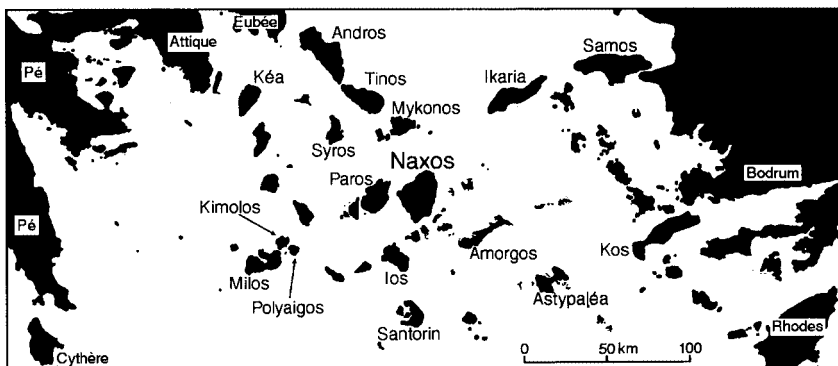 Eubée
Andros
Attique
Samos
Pé
Kéa
Tinos
Ikaria
Mykonos
Syros
Naxos
Paros
Bodrum
Kimolos
Pé
Amorgos
Kos
Milos
Ios
Polyaigos
Astypaléa
Santorin
Rhodes
Cythère
0 50 km 100